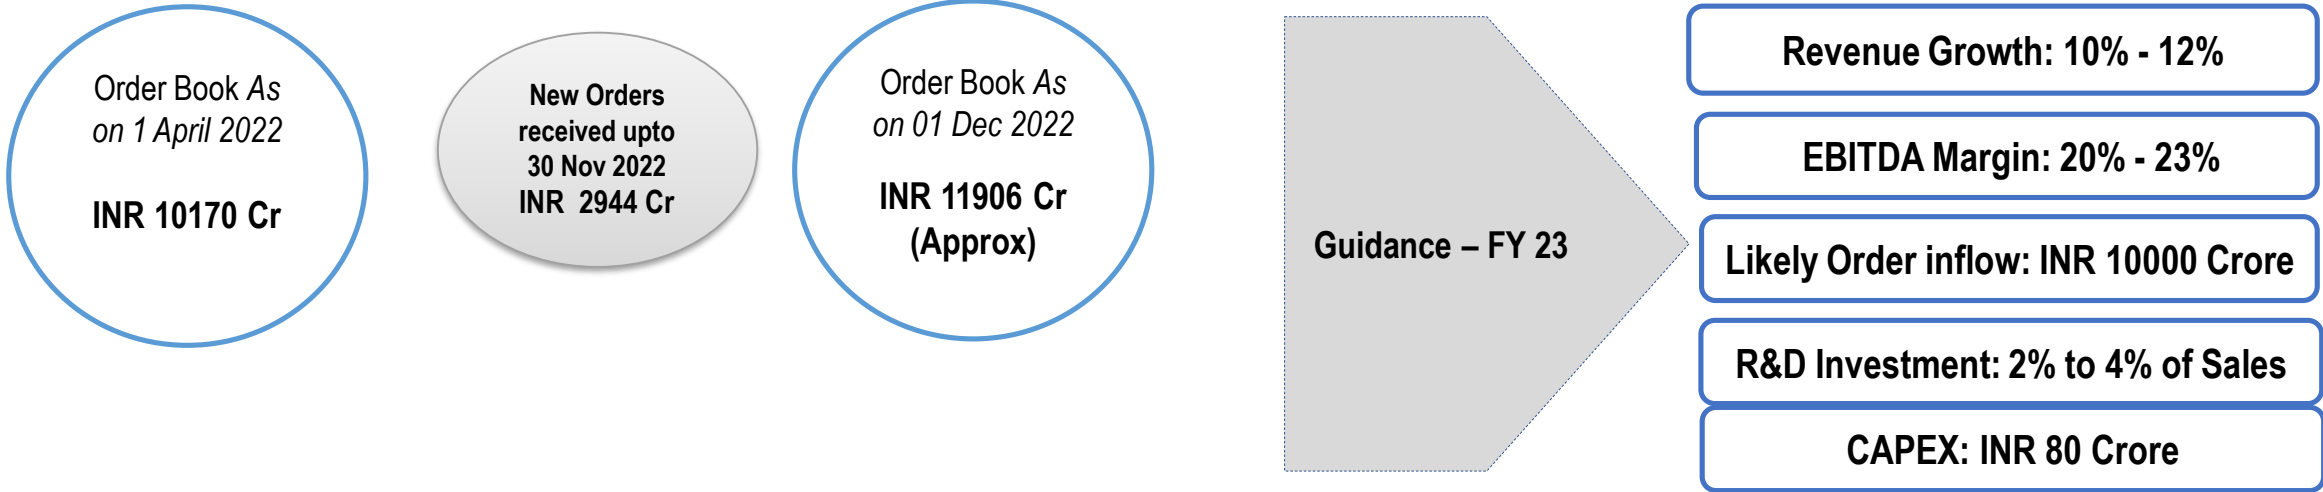 Order Book As
on 1 April 2022
INR 10170 Cr
New Orders
received upto
30 Nov 2022
INR 2944 Cr
Order Book As
on 01 Dec 2022
INR 11906 Cr
(Approx)
Guidance – FY 23
Revenue Growth: 10% - 12%
EBITDA Margin: 20% - 23%
Likely Order inflow: INR 10000 Crore
R&D Investment: 2% to 4% of Sales
CAPEX: INR 80 Crore